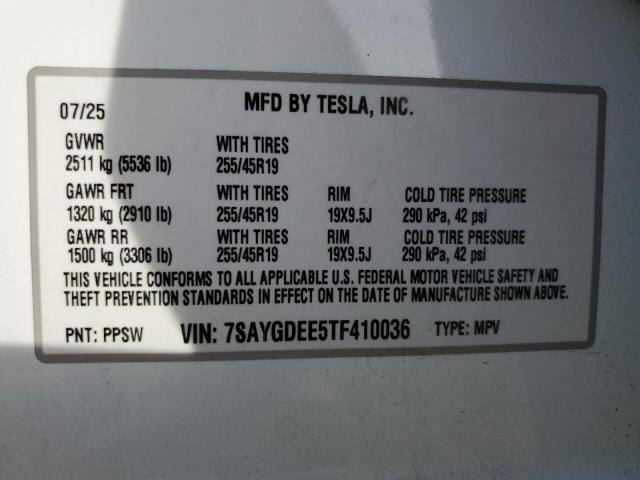 07/25 MFD BY TESLA, INC.
GVWR WITH TIRES
2511 kg (5536 lb) 255/45R19
GAWR FRT WITH TIRES RIM COLD TIRE PRESSURE
1320 kg (2910 lb) 255/45R19 19X9.5J 290 kPa, 42 psi
GAWR RR WITH TIRES RIM COLD TIRE PRESSURE
1500 kg (3306 lb) 255/45R19 19X9.5J 290 kPa, 42 psi
THIS VEHICLE CONFORMS TO ALL APPLICABLE U.S. FEDERAL MOTOR VEHICLE SAFETY AND
THEFT PREVENTION STANDARDS IN EFFECT ON THE DATE OF MANUFACTURE SHOWN ABOVE.
PNT: PPSW VIN: 7SAYGDEE5TF410036 TYPE: MPV